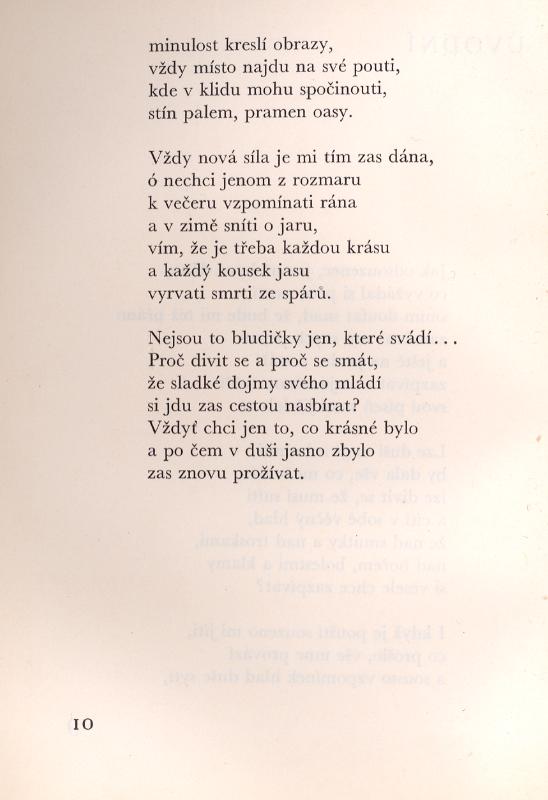 minulost kreslí obrazy,
vždy místo najdu na své pouti,
kde v klidu mohu spočinouti,
stín palem, pramen oasy.
Vždy nová síla je mi tím zas dána,
ó nechci jenom z rozmaru
k večeru vzpomínati rána
a v zimě sníti o jaru,
vím, že je třeba každou krásu
a každý kousek jasu
vyrvati smrti ze spárů.
Nejsou to bludičky jen, které svádí...
Proč divit se a proč se smát,
že sladké dojmy svého mládí
si jdu zas cestou nasbírat?
Vždyť chci jen to, co krásné bylo
a po čem v duši jasno zbylo
zas znovu prožívat.
10